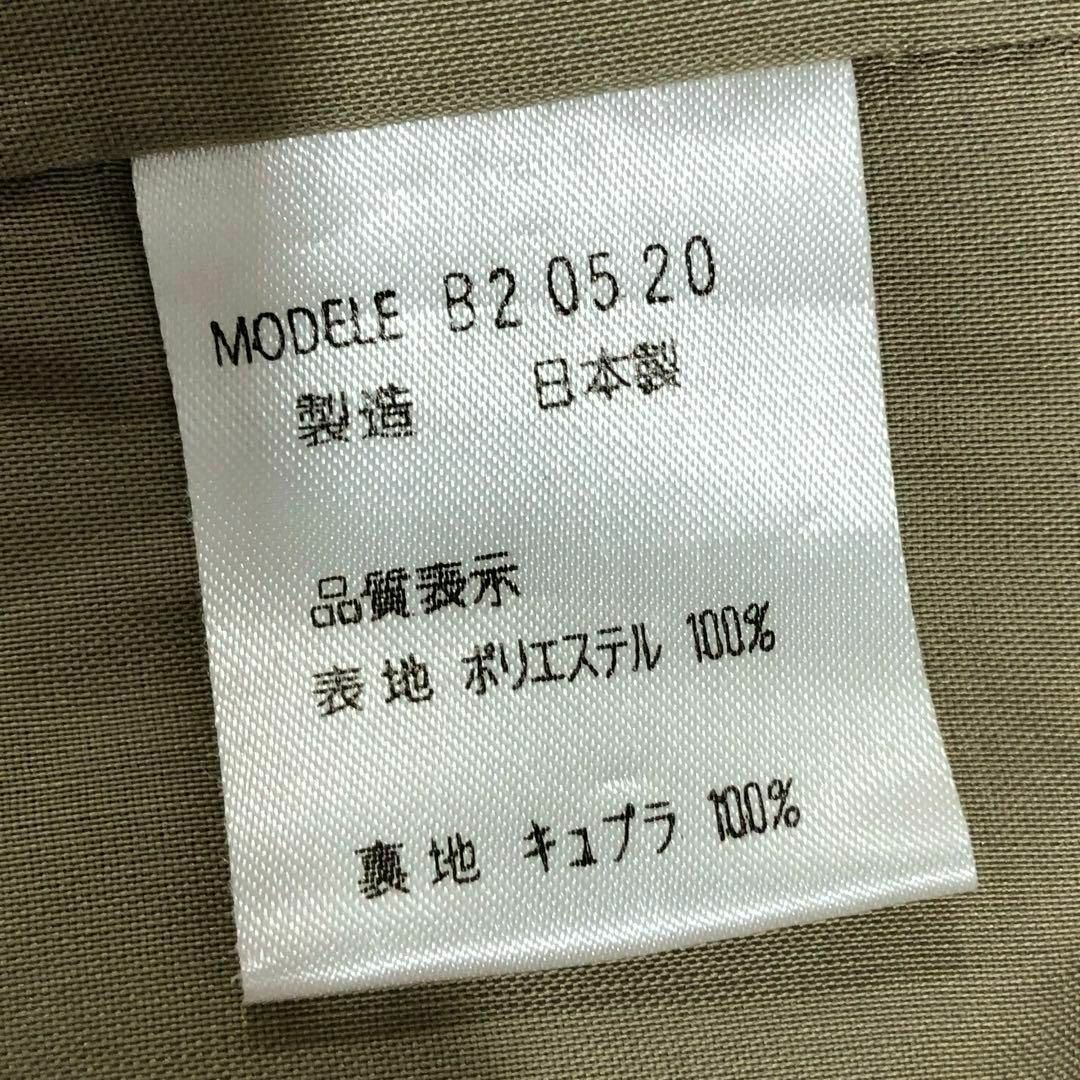 MODELE B2 05 20
製造 日本製
品質表示
表地 ポリエステル 100%
裏地 キュプラ 100%